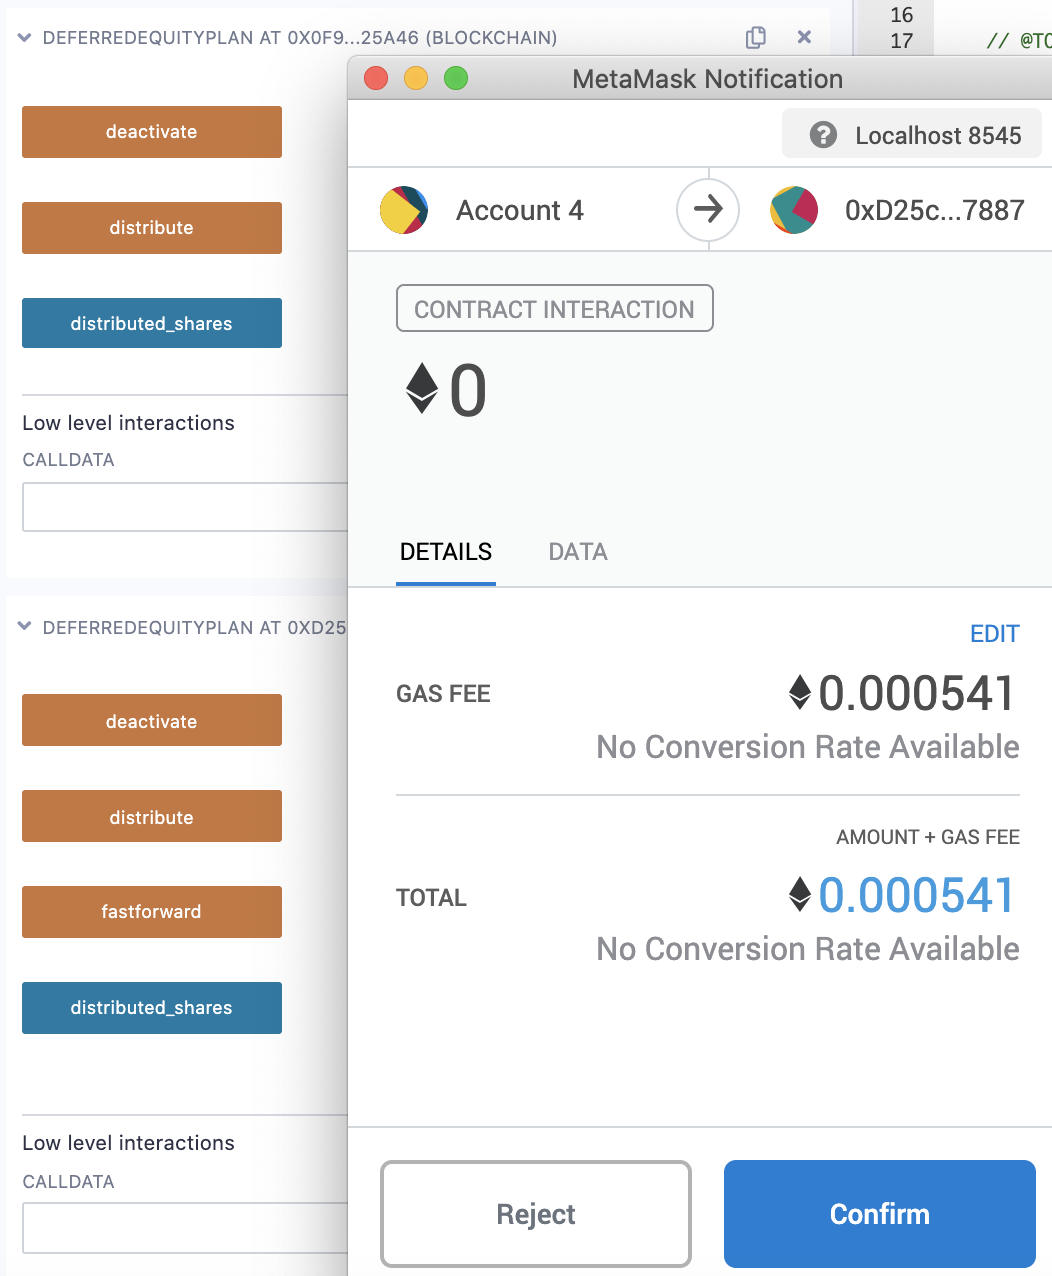 DEFERREDEQUITYPLAN AT 0X0F9...25A46 (BLOCKCHAIN)
16
17
// @TO
deactivate
distribute
distributed_shares
Low level interactions
CALLDATA
DEFERREDEQUITYPLAN AT 0XD25
deactivate
distribute
fastforward
distributed_shares
Low level interactions
CALLDATA
MetaMask Notification
Localhost 8545
Account 4
0xD25c...7887
CONTRACT INTERACTION
0
DETAILS
DATA
EDIT
GAS FEE
0.000541
No Conversion Rate Available
AMOUNT + GAS FEE
TOTAL
0.000541
No Conversion Rate Available
Reject
Confirm